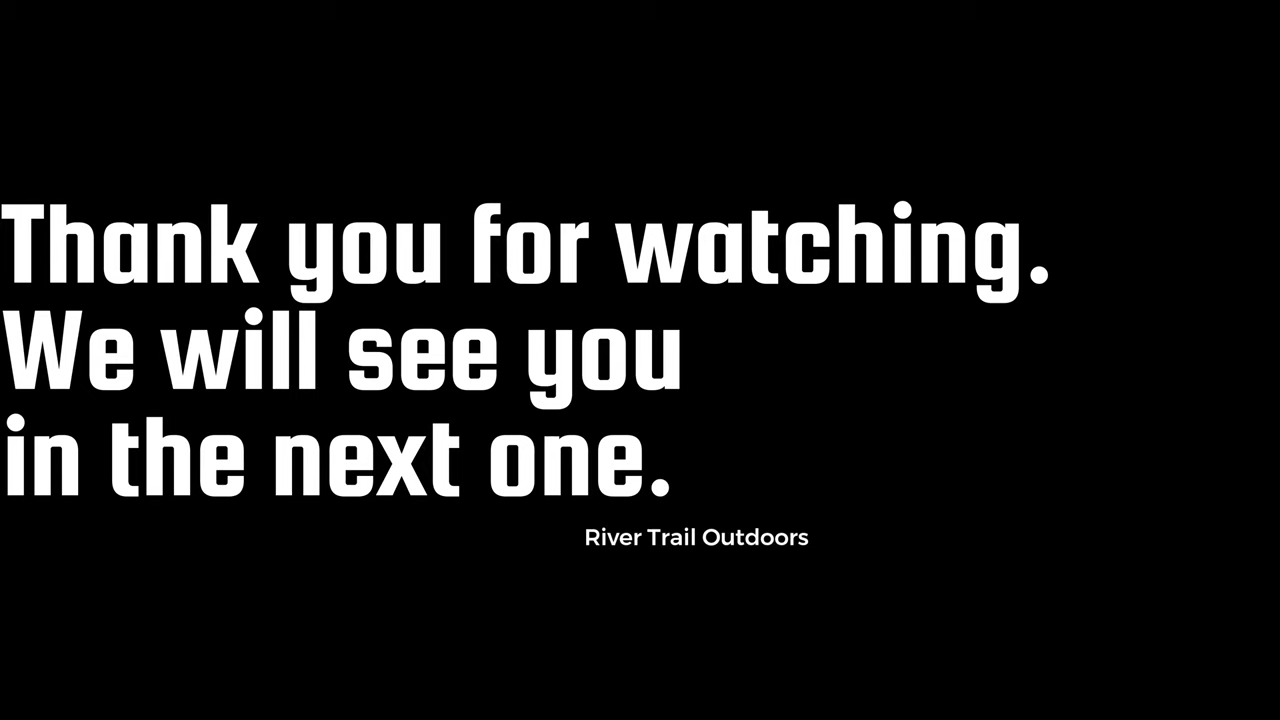 Thank you for watching.
We will see you
in the next one.
River Trail Outdoors